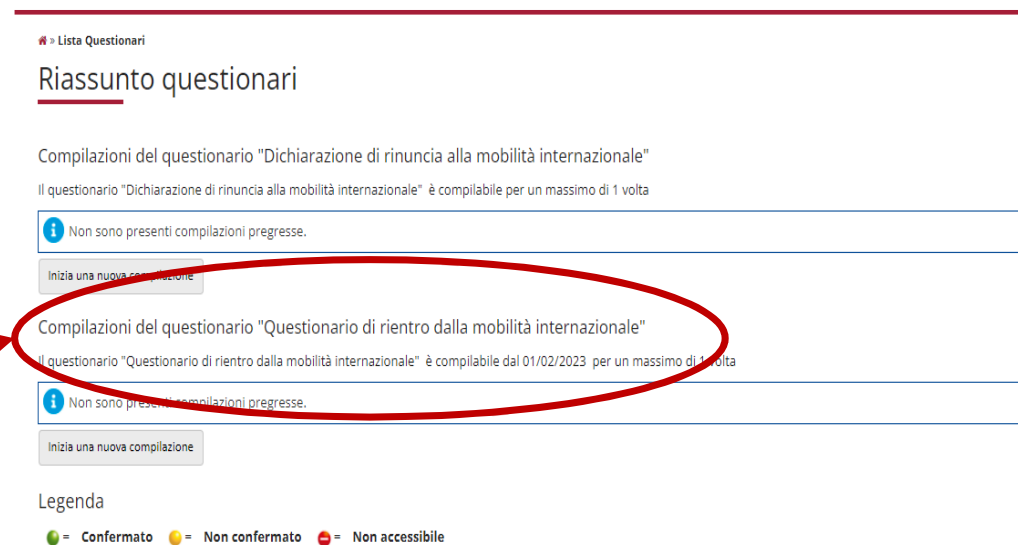 » Lista Questionari
Riassunto questionari
Compilazioni del questionario "Dichiarazione di rinuncia alla mobilità internazionale"
Il questionario "Dichiarazione di rinuncia alla mobilità internazionale" è compilabile per un massimo di 1 volta
Non sono presenti compilazioni pregresse.
Inizia una nuova compilazione
Compilazioni del questionario "Questionario di rientro dalla mobilità internazionale"
Il questionario "Questionario di rientro dalla mobilità internazionale" è compilabile dal 01/02/2023 per un massimo di 1 volta
Non sono presenti compilazioni pregresse.
Inizia una nuova compilazione
Legenda
= Confermato = Non confermato = Non accessibile